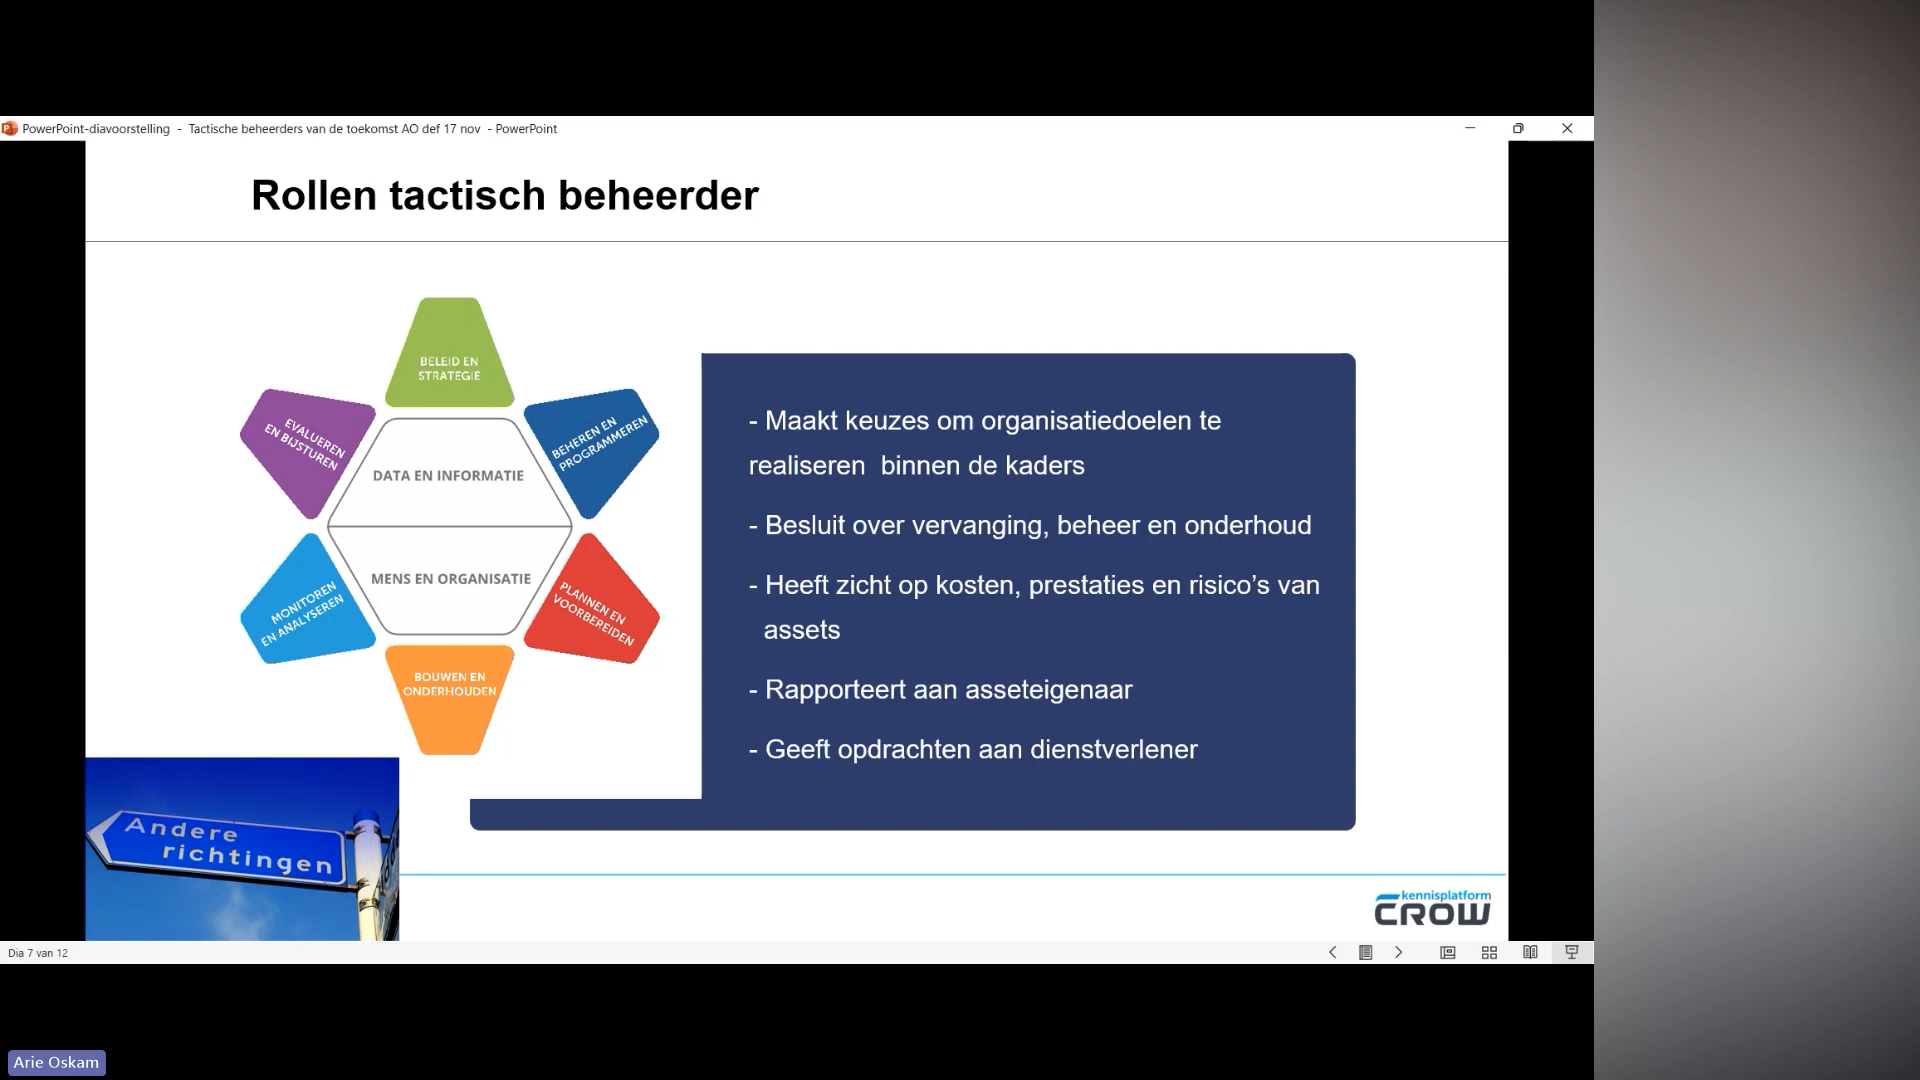 PowerPoint-diavoorstelling - Tactische beheerders van de toekomst AO def 17 nov - PowerPoint
Rollen tactisch beheerder
BELEID EN
STRATEGIE
BEHEREN EN
PROGRAMMEREN
PLANNEN EN
VOORBEREIDEN
BOUWEN EN
ONDERHOUDEN
MONITOREN
EN ANALYSEREN
EVALUEREN
EN BIJSTUREN
DATA EN INFORMATIE
MENS EN ORGANISATIE
- Maakt keuzes om organisatiedoelen te
realiseren binnen de kaders
- Besluit over vervanging, beheer en onderhoud
- Heeft zicht op kosten, prestaties en risico’s van
assets
- Rapporteert aan asseteigenaar
- Geeft opdrachten aan dienstverlener
Andere
richtingen
kennisplatform
CROW
Dia 7 van 12
Arie Oskam